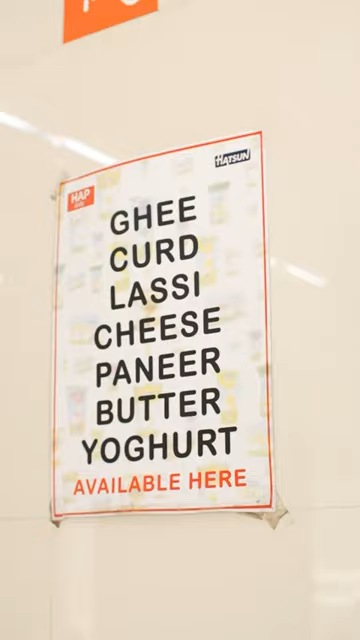 HAP
HATSUN
GHEE
CURD
LASSI
CHEESE
PANEER
BUTTER
YOGHURT
AVAILABLE HERE